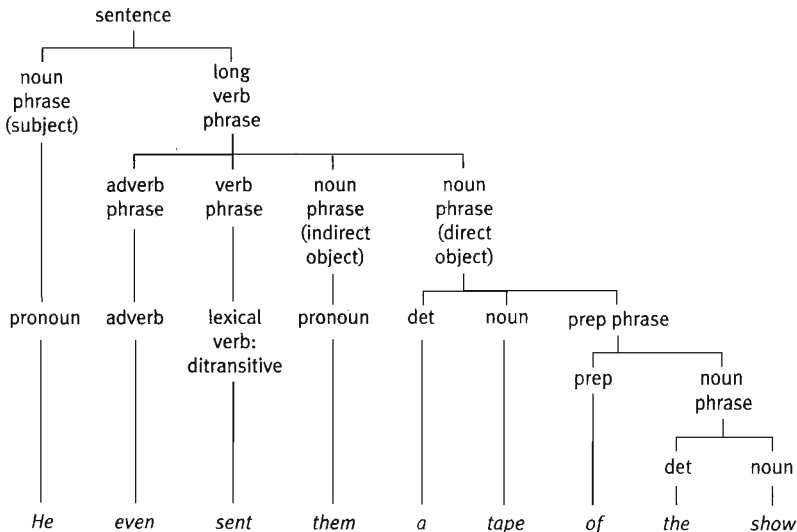 sentence
noun
phrase
(subject)
long
verb
phrase
adverb
phrase
verb
phrase
noun
phrase
(indirect
object)
noun
phrase
(direct
object)
pronoun
adverb
lexical
verb:
ditransitive
pronoun
det
noun
prep phrase
prep
noun
phrase
det
noun
He even sent them a tape of the show